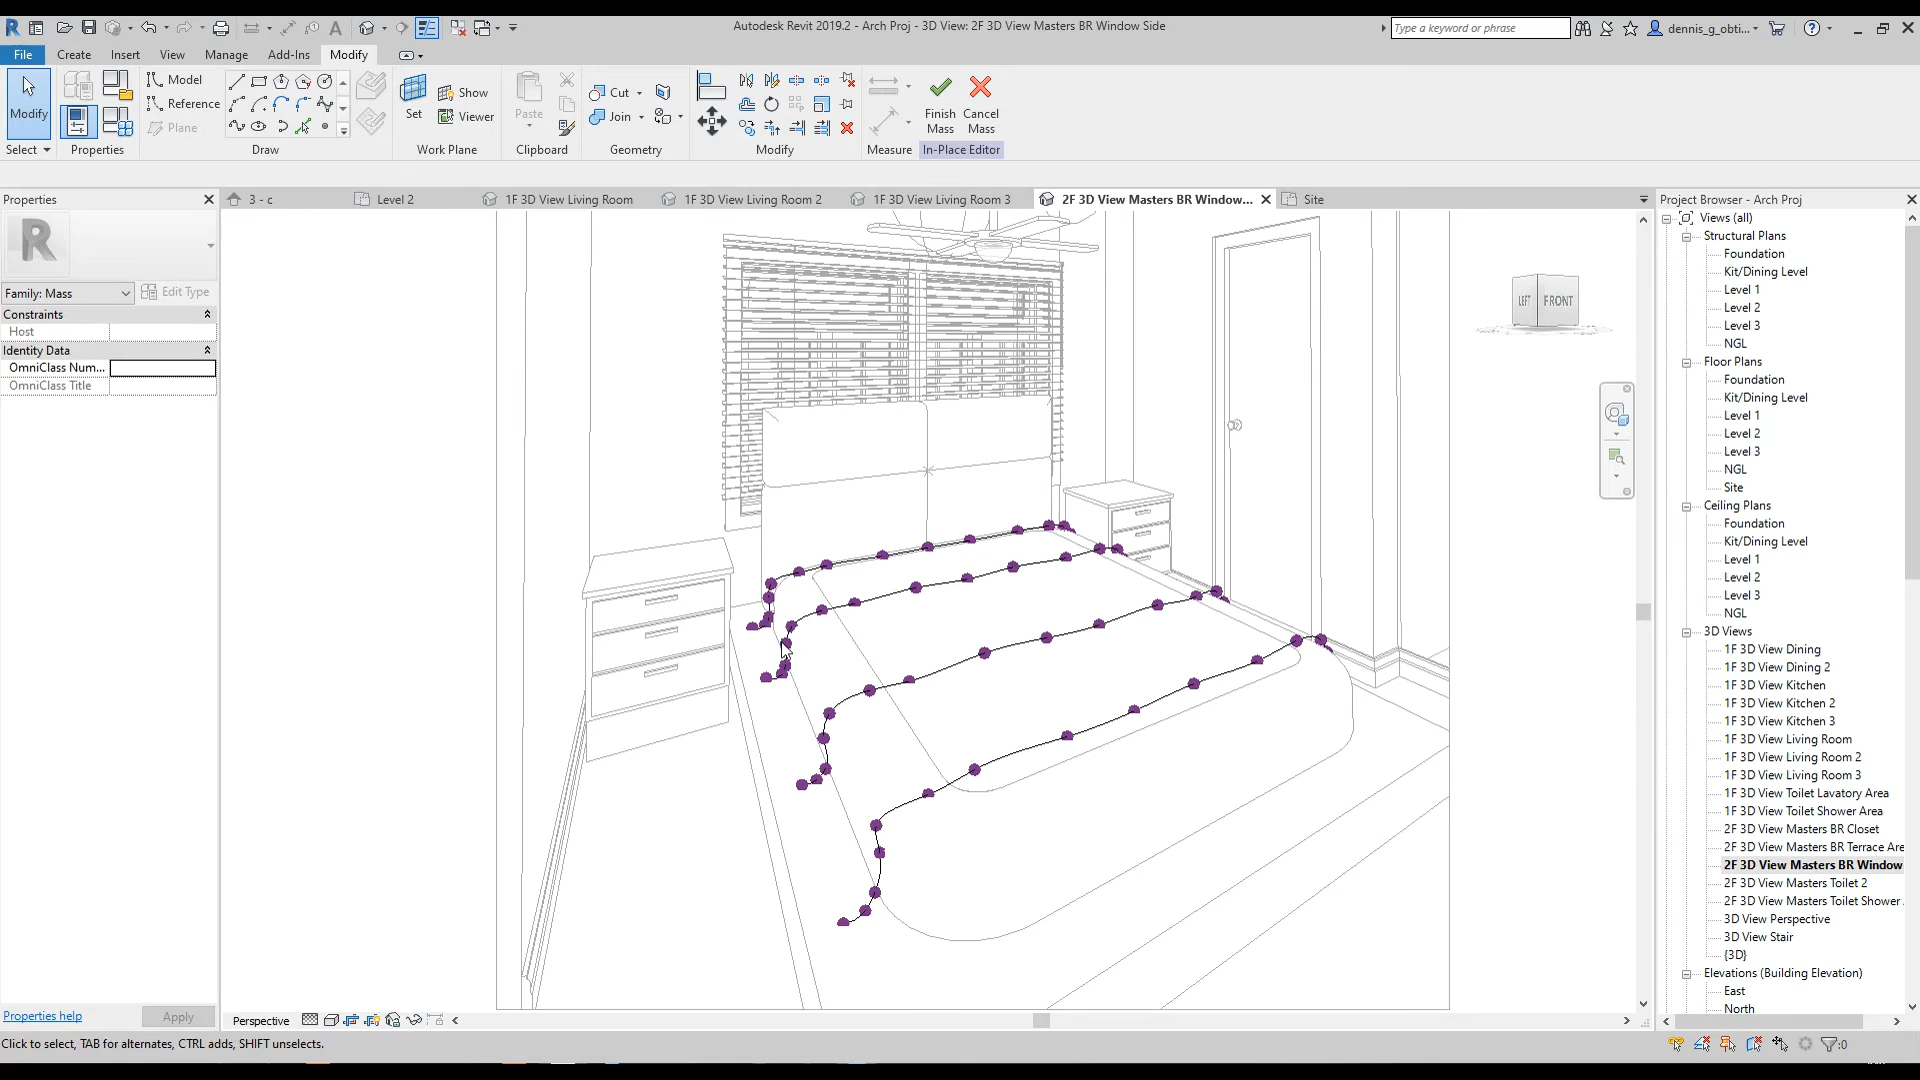 Autodesk Revit 2019.2 - Arch Proj - 3D View: 2F 3D View Masters BR Window Side
Type a keyword or phrase
dennis_g_obti...
File Create Insert View Manage Add-Ins Modify
Modify
Select
Properties
Model
Reference
Plane
Draw
Set
Show
Viewer
Work Plane
Paste
Clipboard
Cut
Join
Geometry
Modify
Measure
Finish Mass
Cancel Mass
In-Place Editor
3 - c
Level 2
1F 3D View Living Room
1F 3D View Living Room 2
1F 3D View Living Room 3
2F 3D View Masters BR Window...
Site
Properties
R
Family: Mass
Edit Type
Constraints
Host
Identity Data
OmniClass Num...
OmniClass Title
Properties help
Apply
LEFT
FRONT
Project Browser - Arch Proj
Views (all)
Structural Plans
Foundation
Kit/Dining Level
Level 1
Level 2
Level 3
NGL
Floor Plans
Foundation
Kit/Dining Level
Level 1
Level 2
Level 3
NGL
Site
Ceiling Plans
Foundation
Kit/Dining Level
Level 1
Level 2
Level 3
NGL
3D Views
1F 3D View Dining
1F 3D View Dining 2
1F 3D View Kitchen
1F 3D View Kitchen 2
1F 3D View Kitchen 3
1F 3D View Living Room
1F 3D View Living Room 2
1F 3D View Living Room 3
1F 3D View Toilet Lavatory Area
1F 3D View Toilet Shower Area
2F 3D View Masters BR Closet
2F 3D View Masters BR Terrace Are
2F 3D View Masters BR Window
2F 3D View Masters Toilet 2
2F 3D View Masters Toilet Shower
3D View Perspective
3D View Stair
{3D}
Elevations (Building Elevation)
East
North
Perspective
Click to select, TAB for alternates, CTRL adds, SHIFT unselects.
:0